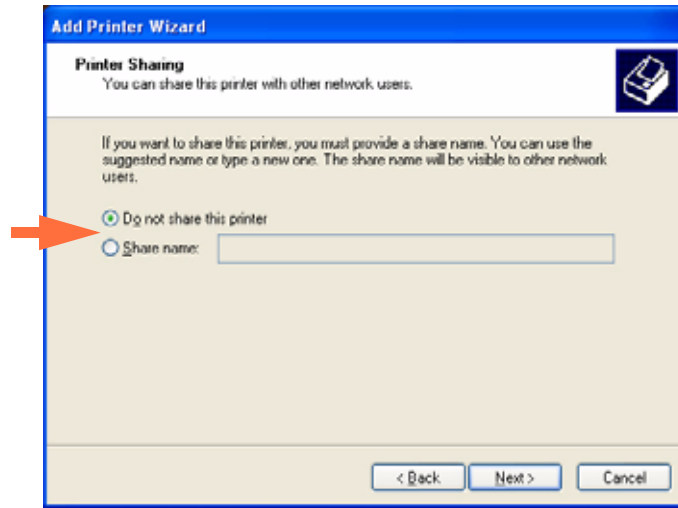 Add Printer Wizard
Printer Sharing
You can share this printer with other network users.
If you want to share this printer, you must provide a share name. You can use the
suggested name or type a new one. The share name will be visible to other network
users.
Do not share this printer
Share name:
< Back
Next >
Cancel